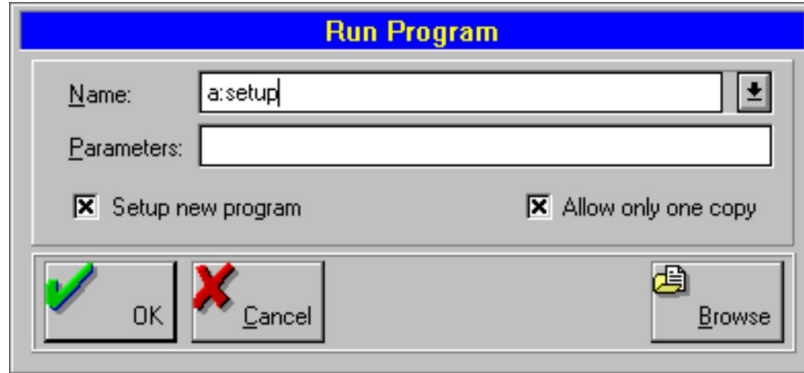 Run Program
Name: a:setup
Parameters:
Setup new program Allow only one copy
OK Cancel Browse